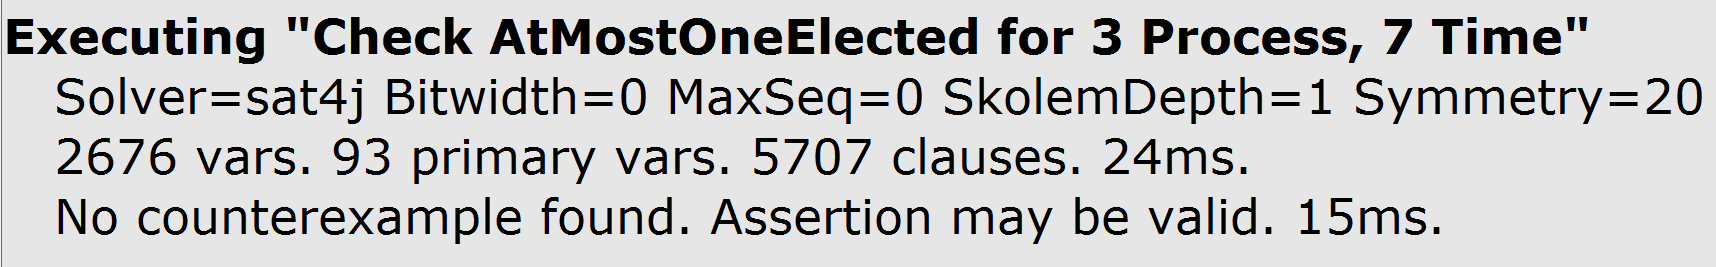 Executing "Check AtMostOneElected for 3 Process, 7 Time"
Solver=sat4j Bitwidth=0 MaxSeq=0 SkolemDepth=1 Symmetry=20
2676 vars. 93 primary vars. 5707 clauses. 24ms.
No counterexample found. Assertion may be valid. 15ms.